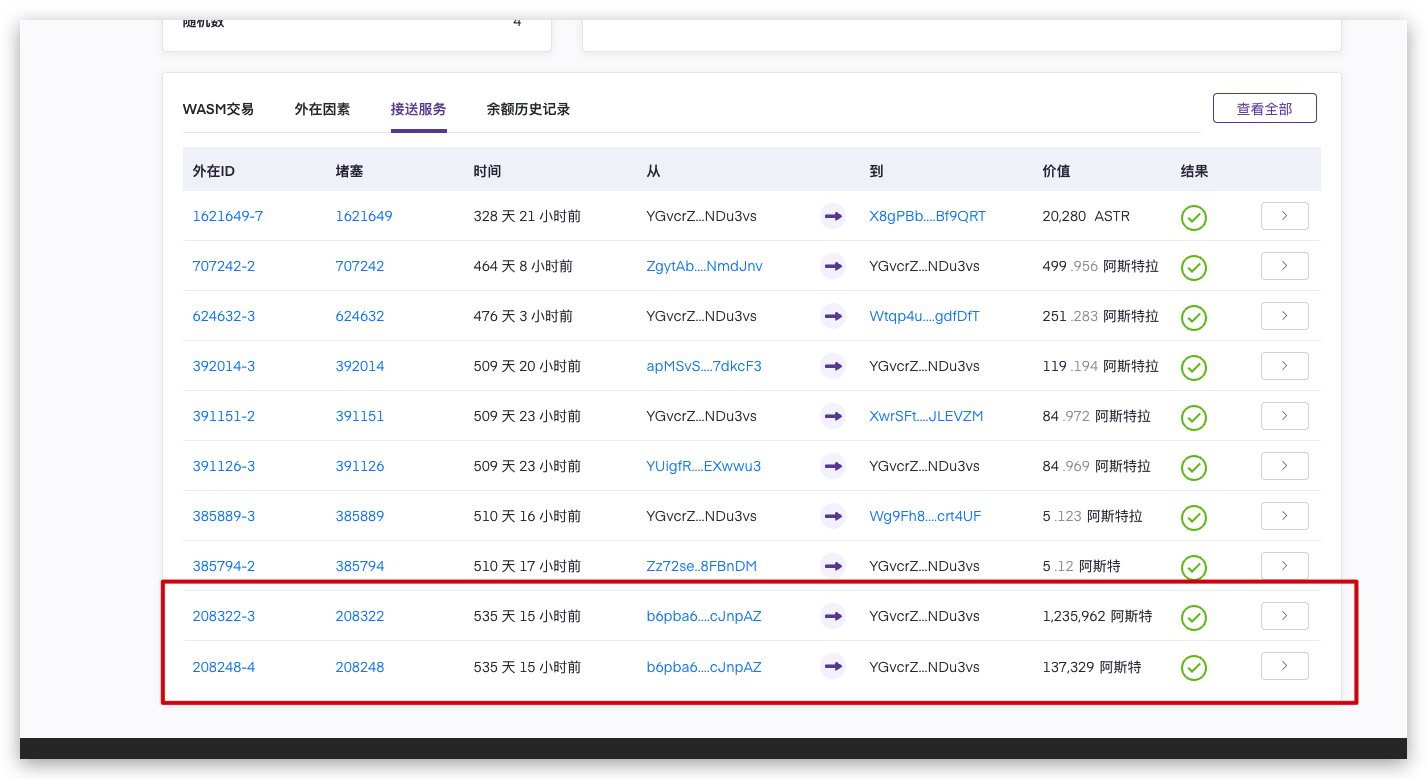 随机数 4
WASM交易 外在因素 接送服务 余额历史记录 查看全部
外在ID 堵塞 时间 从 到 价值 结果
1621649-7 1621649 328 天 21 小时前 YGvcrZ...NDu3vs X8gPBb....Bf9QRT 20,280 ASTR
707242-2 707242 464 天 8 小时前 ZgytAb....NmdJnv YGvcrZ...NDu3vs 499 .956 阿斯特拉
624632-3 624632 476 天 3 小时前 YGvcrZ...NDu3vs Wtqp4u....gdfDfT 251 .283 阿斯特拉
392014-3 392014 509 天 20 小时前 apMSvS....7dkcF3 YGvcrZ...NDu3vs 119 .194 阿斯特拉
391151-2 391151 509 天 23 小时前 YGvcrZ...NDu3vs XwrSFt....JLEVZM 84 .972 阿斯特拉
391126-3 391126 509 天 23 小时前 YUigfR....EXwwu3 YGvcrZ...NDu3vs 84 .969 阿斯特拉
385889-3 385889 510 天 16 小时前 YGvcrZ...NDu3vs Wg9Fh8....crt4UF 5 .123 阿斯特拉
385794-2 385794 510 天 17 小时前 Zz72se..8FBnDM YGvcrZ...NDu3vs 5 .12 阿斯特
208322-3 208322 535 天 15 小时前 b6pba6....cJnpAZ YGvcrZ...NDu3vs 1,235,962 阿斯特
208248-4 208248 535 天 15 小时前 b6pba6....cJnpAZ YGvcrZ...NDu3vs 137,329 阿斯特